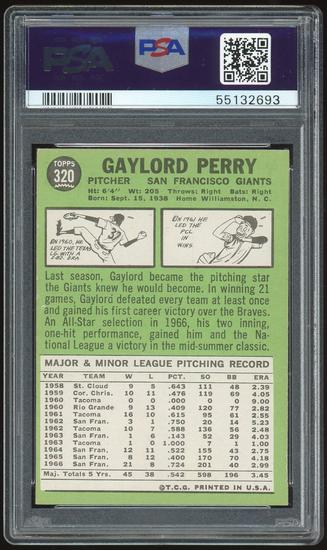 PSA
PSA
55132693
TOPPS
320
GAYLORD PERRY
PITCHER SAN FRANCISCO GIANTS
Ht: 6'4" Wt: 205 Throws: Right Bats: Right
Born: Sept. 15, 1938 Home Williamston, N. C.
IN 1960, HE LED THE TEXAS LG. WITH A 2.82 ERA
IN 1961 HE LED THE PCL IN WINS
Last season, Gaylord became the pitching star
the Giants knew he would become. In winning 21
games, Gaylord defeated every team at least once
and gained his first career victory over the Braves.
An All-Star selection in 1966, his two inning,
one-hit performance, gained him and the Na-
tional League a victory in the mid-summer classic.
MAJOR & MINOR LEAGUE PITCHING RECORD
YEAR TEAM W L PCT. SO BB ERA
1958 St. Cloud 9 5 .643 111 48 2.39
1959 Cor. Chris. 10 11 .476 119 69 4.05
1960 Tacoma 0 0 .000 0 0 9.00
1960 Rio Grande 9 13 .409 120 77 2.82
1961 Tacoma 16 10 .615 95 61 2.55
1962 San Fran. 3 1 .750 20 14 5.23
1962 Tacoma 10 7 .588 136 56 2.48
1963 San Fran. 1 6 .143 52 29 4.03
1963 Tacoma 1 0 1.000 7 1 1.00
1964 San Fran. 12 11 .522 155 43 2.75
1965 San Fran. 8 12 .400 170 70 4.18
1966 San Fran. 21 8 .724 201 40 2.99
Maj. Totals 5 Yrs. 45 38 .542 598 196 3.45
©T.C.G. PRINTED IN U.S.A.